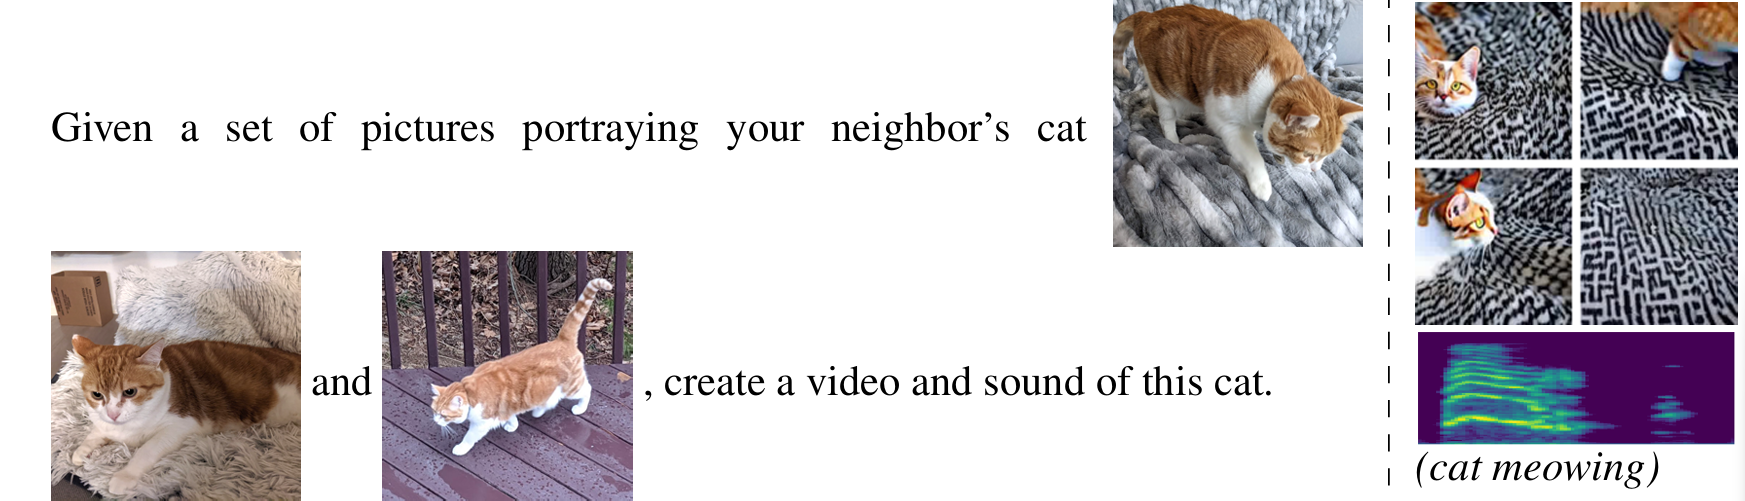 Given a set of pictures portraying your neighbor's cat
and , create a video and sound of this cat.
(cat meowing)